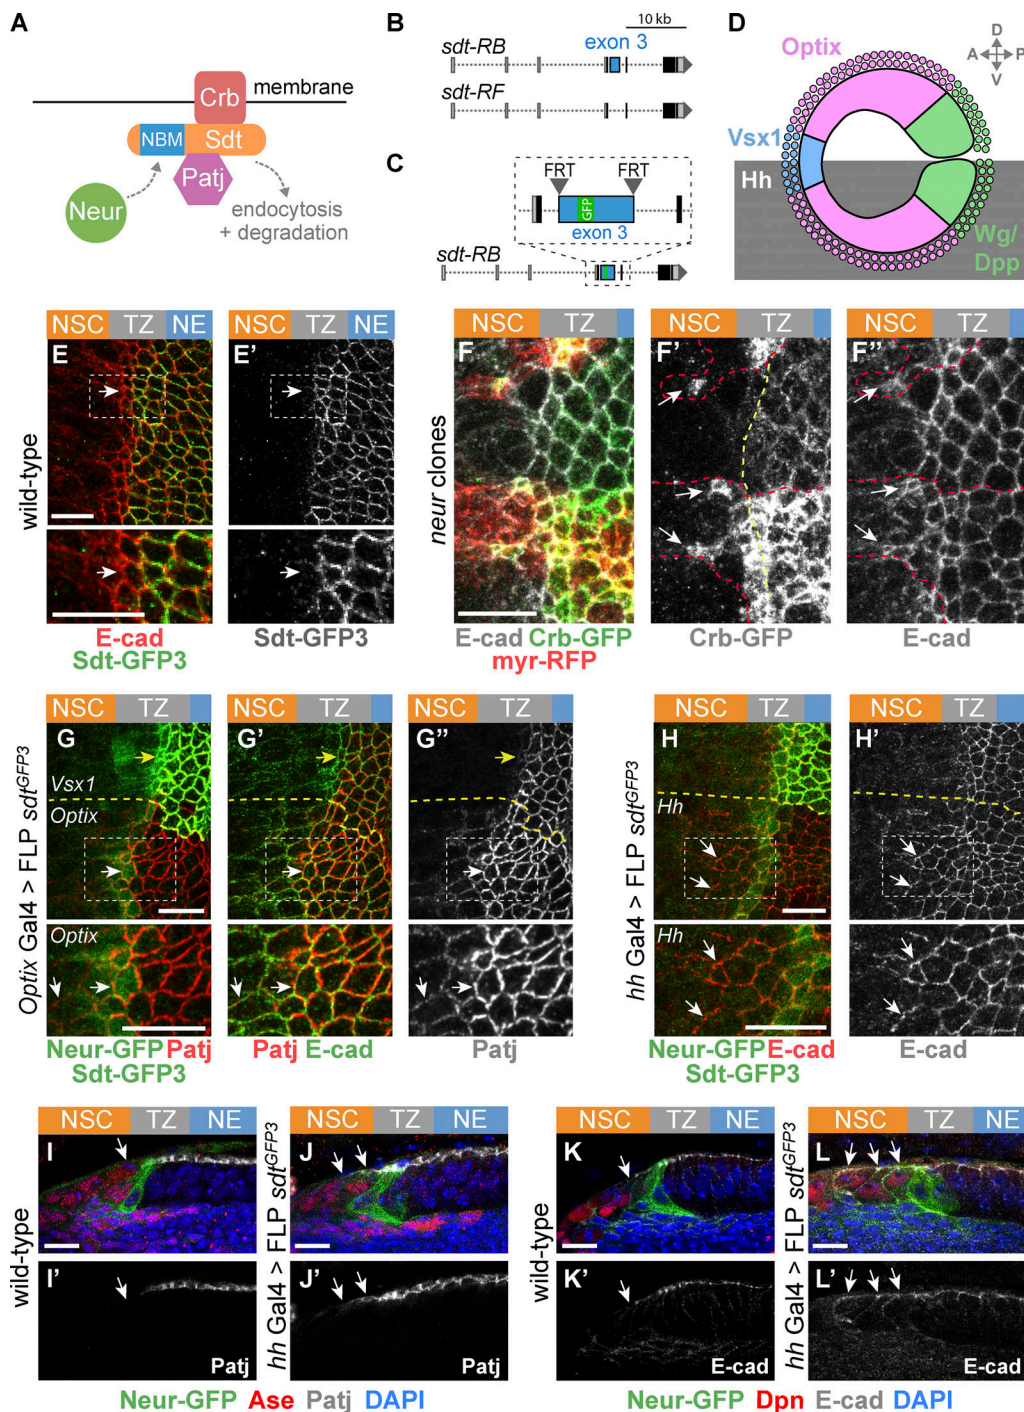 A
Crb
membrane
NBM
Sdt
Patj
Neur
endocytosis
+ degradation
B
10 kb
exon 3
sdt-RB
sdt-RF
C
FRT
FRT
GFP
exon 3
sdt-RB
D
Optix
D
A
P
V
Vsx1
Hh
Wg/
Dpp
NSC TZ NE
NSC TZ NE
E
E'
wild-type
E-cad
Sdt-GFP3
Sdt-GFP3
NSC TZ
NSC TZ
NSC TZ
F
F'
F''
neur clones
E-cad Crb-GFP
myr-RFP
Crb-GFP
E-cad
NSC TZ
NSC TZ
NSC TZ
G
G'
G''
Vsx1
Optix
Optix
Optix Gal4 > FLP sdtGFP3
Neur-GFP Patj
Sdt-GFP3
Patj E-cad
Patj
NSC TZ
NSC TZ
H
H'
Hh
Hh
hh Gal4 > FLP sdtGFP3
Neur-GFP E-cad
Sdt-GFP3
E-cad
NSC TZ NE
NSC TZ NE
I
J
wild-type
hh Gal4 > FLP sdtGFP3
I'
J'
Patj
Patj
Neur-GFP Ase Patj DAPI
NSC TZ NE
NSC TZ NE
K
L
wild-type
hh Gal4 > FLP sdtGFP3
K'
L'
E-cad
E-cad
Neur-GFP Dpn E-cad DAPI